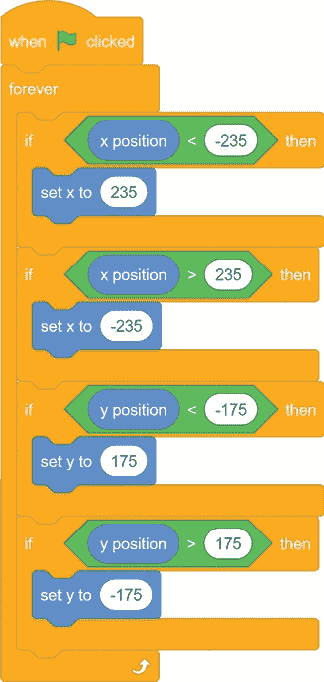 when clicked
forever
if x position < -235 then
set x to 235
if x position > 235 then
set x to -235
if y position < -175 then
set y to 175
if y position > 175 then
set y to -175